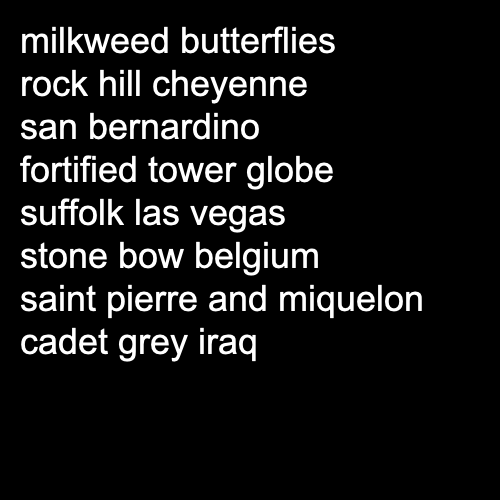 milkweed butterflies
rock hill cheyenne
san bernardino
fortified tower globe
suffolk las vegas
stone bow belgium
saint pierre and miquelon
cadet grey iraq